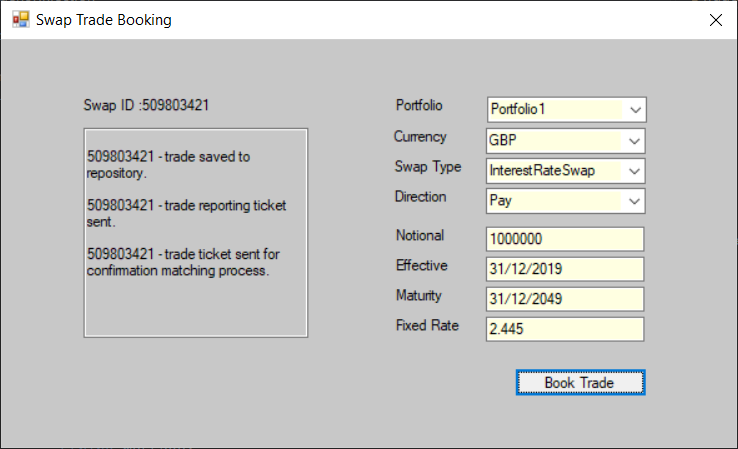 Swap Trade Booking
Swap ID :509803421
509803421 - trade saved to
repository.
509803421 - trade reporting ticket
sent.
509803421 - trade ticket sent for
confirmation matching process.
Portfolio Portfolio1
Currency GBP
Swap Type InterestRateSwap
Direction Pay
Notional 1000000
Effective 31/12/2019
Maturity 31/12/2049
Fixed Rate 2.445
Book Trade